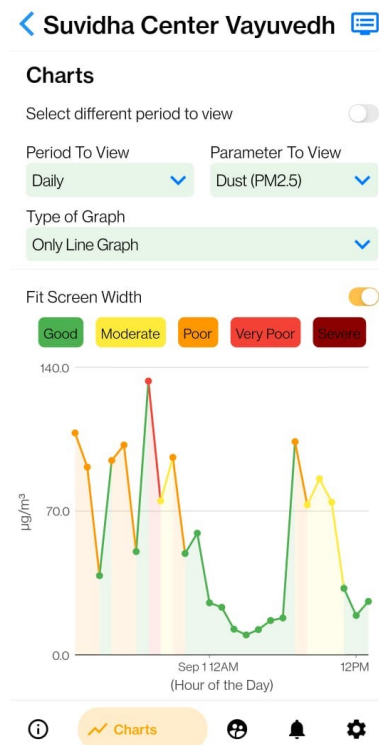 Suvidha Center Vayuvedh
Charts
Select different period to view
Period To View Parameter To View
Daily Dust (PM2.5)
Type of Graph
Only Line Graph
Fit Screen Width
Good Moderate Poor Very Poor Severe
140.0
70.0
µg/m³
0.0
Sep 1 12AM 12PM
(Hour of the Day)
Charts